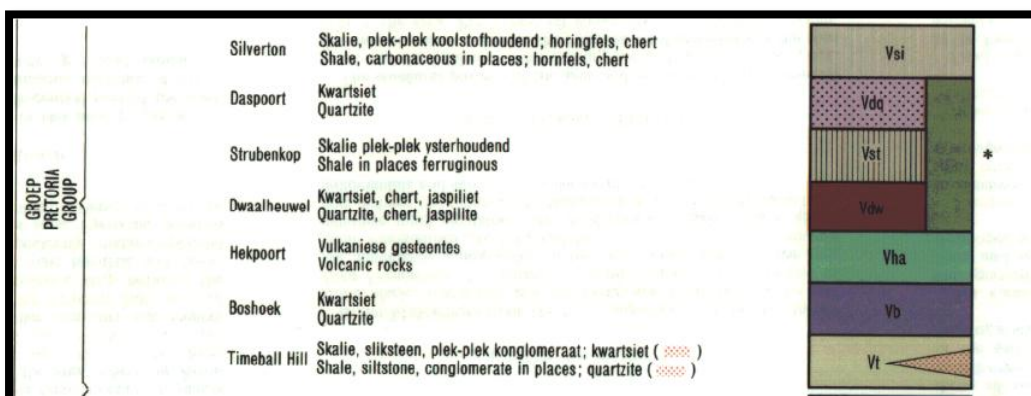 GROEP
PRETORIA
GROUP
Silverton
Skalie, plek-plek koolstofhoudend; horingfels, chert
Shale, carbonaceous in places; hornfels, chert
Vsi
Daspoort
Kwartsiet
Quartzite
Vdq
Strubenkop
Skalie plek-plek ysterhoudend
Shale in places ferruginous
Vst
*
Dwaalheuwel
Kwartsiet, chert, jaspiliet
Quartzite, chert, jaspilite
Vdw
Hekpoort
Vulkaniese gesteentes
Volcanic rocks
Vha
Boshoek
Kwartsiet
Quartzite
Vb
Timeball Hill
Skalie, sliksteen, plek-plek konglomeraat; kwartsiet ( )
Shale, siltstone, conglomerate in places; quartzite ( )
Vt